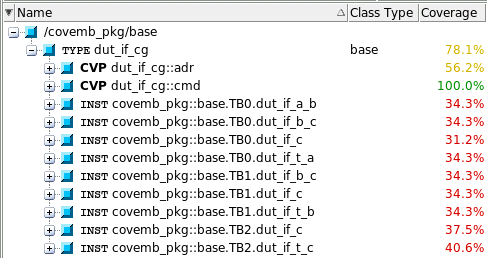 Name Class Type Coverage
/covemb_pkg/base
TYPE dut_if_cg base 78.1%
CVP dut_if_cg::adr 56.2%
CVP dut_if_cg::cmd 100.0%
INST covemb_pkg::base.TB0.dut_if_a_b 34.3%
INST covemb_pkg::base.TB0.dut_if_b_c 34.3%
INST covemb_pkg::base.TB0.dut_if_c 31.2%
INST covemb_pkg::base.TB0.dut_if_t_a 34.3%
INST covemb_pkg::base.TB1.dut_if_b_c 34.3%
INST covemb_pkg::base.TB1.dut_if_c 34.3%
INST covemb_pkg::base.TB1.dut_if_t_b 34.3%
INST covemb_pkg::base.TB2.dut_if_c 37.5%
INST covemb_pkg::base.TB2.dut_if_t_c 40.6%